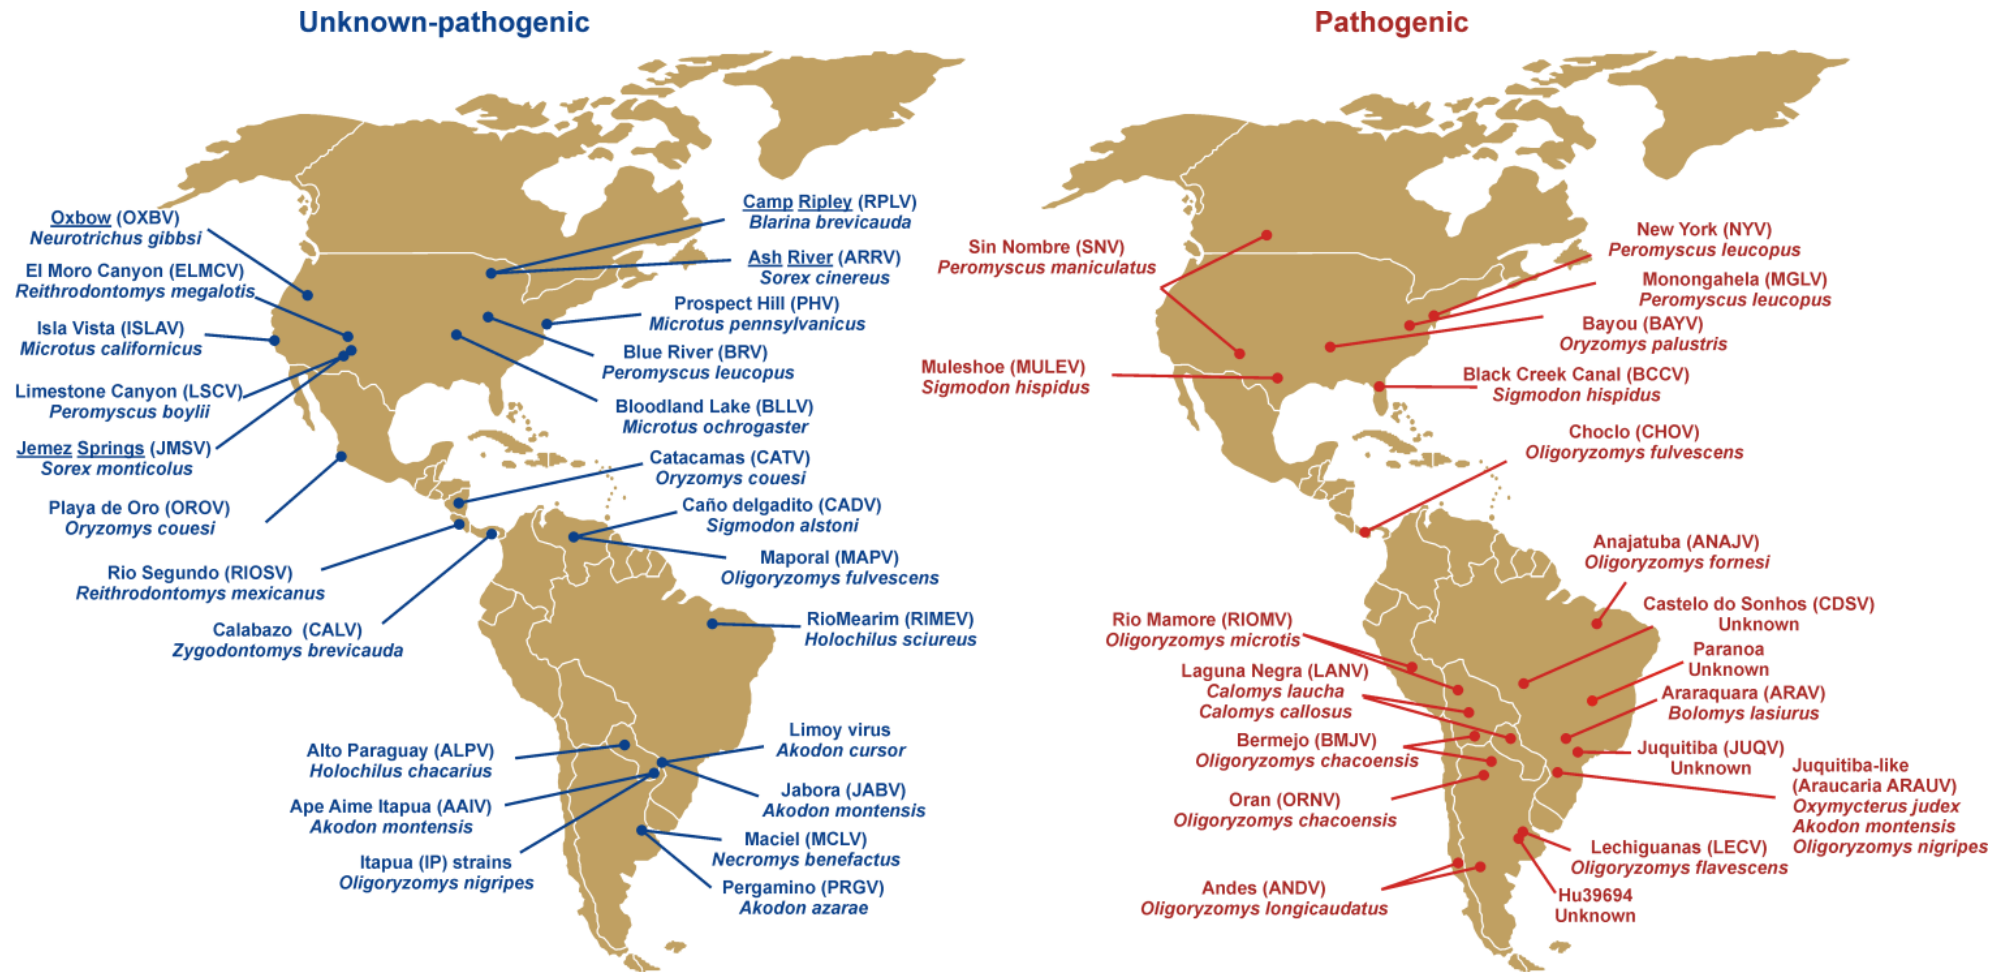 Unknown-pathogenic
Oxbow (OXBV)
Neurotrichus gibbsi
El Moro Canyon (ELMCV)
Reithrodontomys megalotis
Isla Vista (ISLAV)
Microtus californicus
Limestone Canyon (LSCV)
Peromyscus boylii
Jemez Springs (JMSV)
Sorex monticolus
Playa de Oro (OROV)
Oryzomys couesi
Rio Segundo (RIOSV)
Reithrodontomys mexicanus
Calabazo (CALV)
Zygodontomys brevicauda
Camp Ripley (RPLV)
Blarina brevicauda
Ash River (ARRV)
Sorex cinereus
Prospect Hill (PHV)
Microtus pennsylvanicus
Blue River (BRV)
Peromyscus leucopus
Bloodland Lake (BLLV)
Microtus ochrogaster
Catacamas (CATV)
Oryzomys couesi
Caño delgadito (CADV)
Sigmodon alstoni
Maporal (MAPV)
Oligoryzomys fulvescens
RioMearim (RIMEV)
Holochilus sciureus
Alto Paraguay (ALPV)
Holochilus chacarius
Ape Aime Itapua (AAIV)
Akodon montensis
Itapua (IP) strains
Oligoryzomys nigripes
Limoy virus
Akodon cursor
Jabora (JABV)
Akodon montensis
Maciel (MCLV)
Necromys benefactus
Pergamino (PRGV)
Akodon azarae
Pathogenic
Sin Nombre (SNV)
Peromyscus maniculatus
Muleshoe (MULEV)
Sigmodon hispidus
New York (NYV)
Peromyscus leucopus
Monongahela (MGLV)
Peromyscus leucopus
Bayou (BAYV)
Oryzomys palustris
Black Creek Canal (BCCV)
Sigmodon hispidus
Choclo (CHOV)
Oligoryzomys fulvescens
Anajatuba (ANAJV)
Oligoryzomys fornesi
Castelo do Sonhos (CDSV)
Unknown
Paranoa
Unknown
Araraquara (ARAV)
Bolomys lasiurus
Juquitiba (JUQV)
Unknown
Juquitiba-like
(Araucaria ARAUV)
Oxymycterus judex
Akodon montensis
Oligoryzomys nigripes
Rio Mamore (RIOMV)
Oligoryzomys microtis
Laguna Negra (LANV)
Calomys laucha
Calomys callosus
Bermejo (BMJV)
Oligoryzomys chacoensis
Oran (ORNV)
Oligoryzomys chacoensis
Andes (ANDV)
Oligoryzomys longicaudatus
Lechiguanas (LECV)
Oligoryzomys flavescens
Hu39694
Unknown